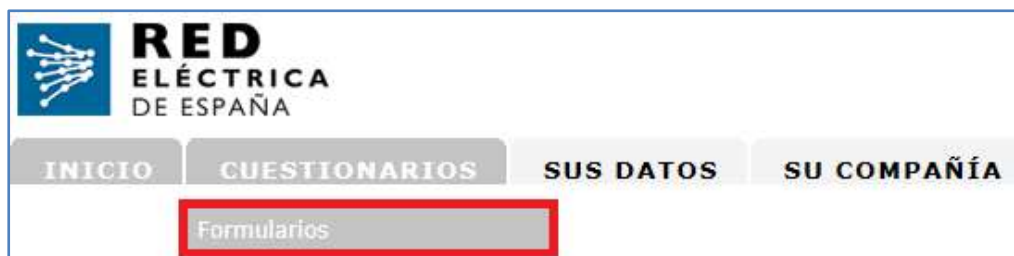 RED
ELÉCTRICA
DE ESPAÑA
INICIO CUESTIONARIOS SUS DATOS SU COMPAÑÍA
Formularios